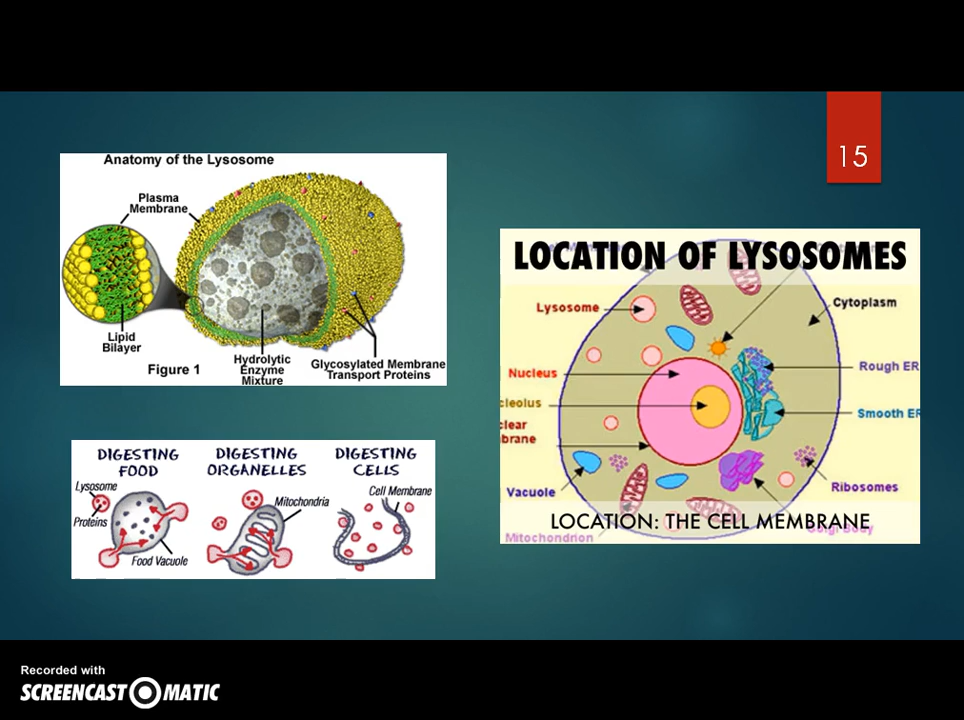 15
Anatomy of the Lysosome
Plasma
Membrane
Lipid
Bilayer
Figure 1
Hydrolytic
Enzyme
Mixture
Glycosylated Membrane
Transport Proteins
DIGESTING
FOOD
DIGESTING
ORGANELLES
DIGESTING
CELLS
Lysosome
Proteins
Food Vacuole
Mitochondria
Cell Membrane
LOCATION OF LYSOSOMES
Lysosome
Cytoplasm
Nucleus
Rough ER
cleolus
Smooth ER
clear
brane
Vacuole
Ribosomes
LOCATION: THE CELL MEMBRANE
Mitochondrion
Golgi Body
Recorded with
SCREENCAST MATIC